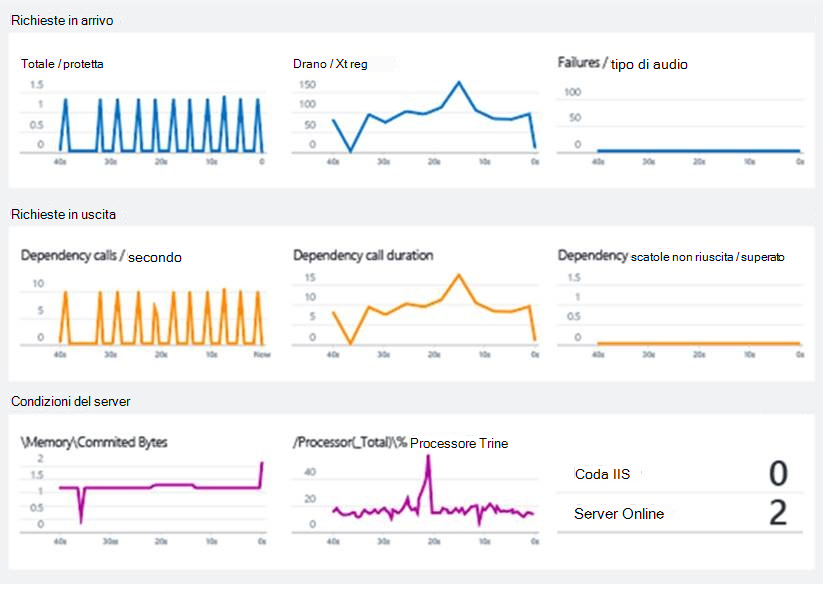 Richieste in arrivo
Totale / protetta
Drano / Xt reg
Failures / tipo di audio
1.5
1
0.5
0
40s 30s 20s 10s 0
150
100
50
0
40s 30s 20s 10s 0s
100
50
0
40s 30s 20s 10s 0s
Richieste in uscita
Dependency calls / secondo
Dependency call duration
Dependency scatole non riuscita / superato
10
5
0
40s 30s 20s 10s Now
15
10
5
0
40s 30s 20s 10s 0s
1.5
1
0.5
0
40s 30s 20s 10s 0s
Condizioni del server
\Memory\Commited Bytes
/Processor(_Total)\% Processore Trine
2
1.5
1
0.5
0
40s 30s 20s 10s 0s
40
20
0
40s 30s 20s 10s 0s
Coda IIS 0
Server Online 2